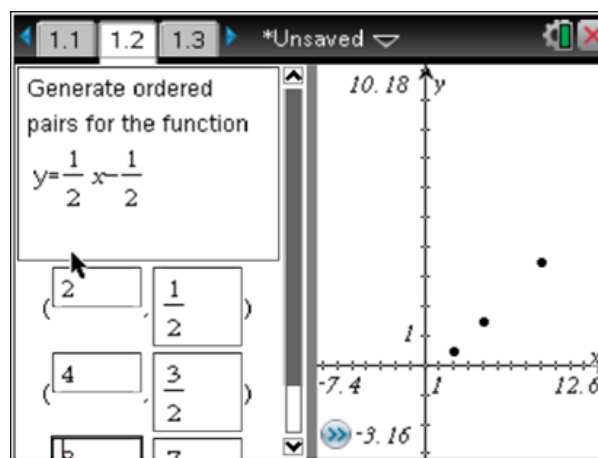 1.1 1.2 1.3 *Unsaved
Generate ordered
pairs for the function
y=1/2 x-1/2
(2, 1/2)
(4, 3/2)
7
10.18 y
1
x
-7.4 1 12.6
-3.16